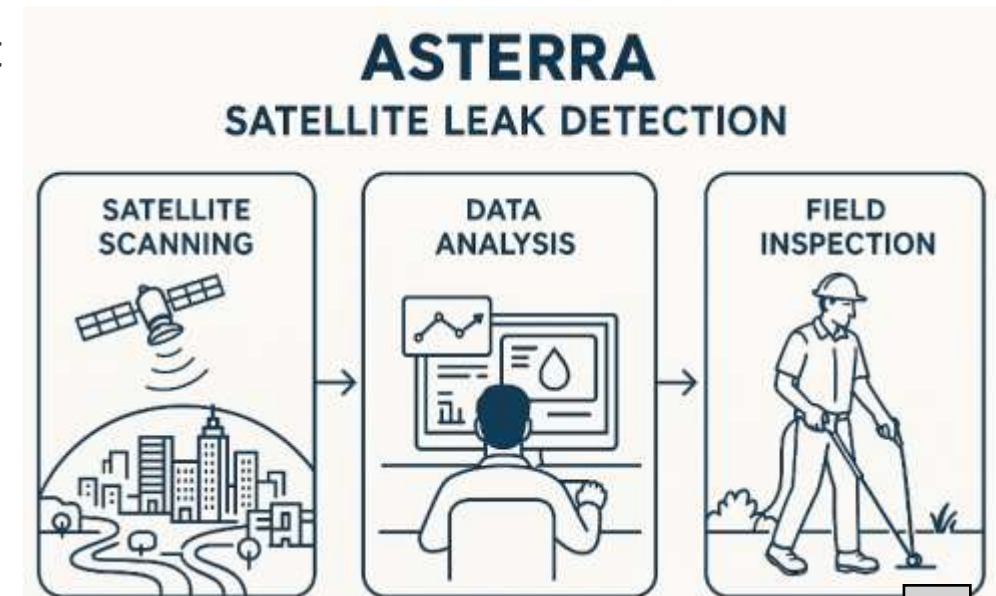 ASTERRA
SATELLITE LEAK DETECTION
SATELLITE
SCANNING
DATA
ANALYSIS
FIELD
INSPECTION